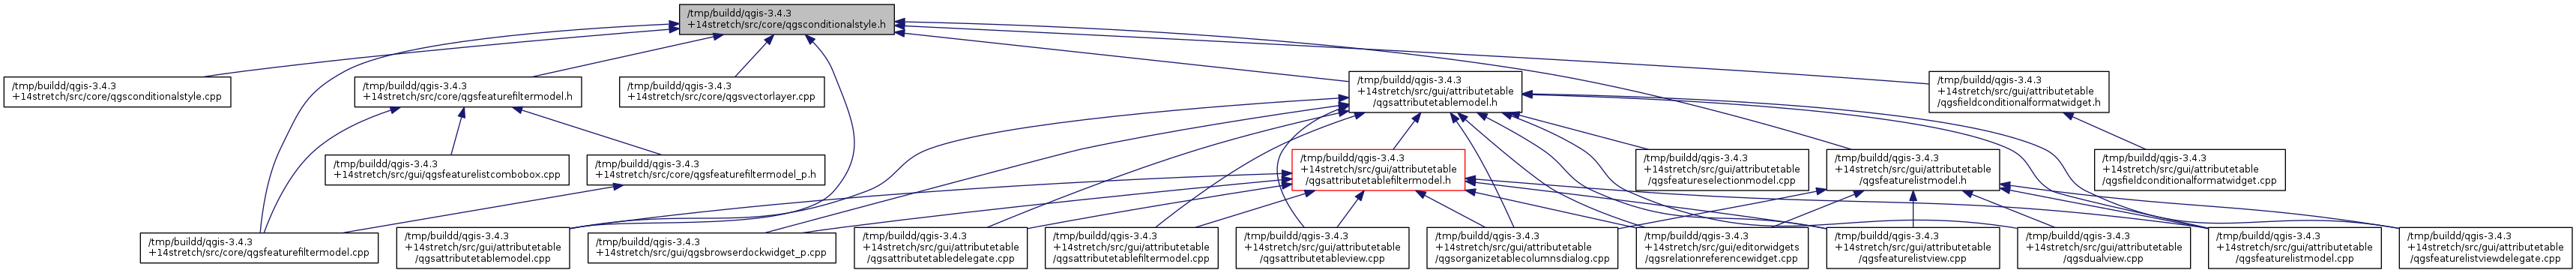 /tmp/buildd/qgis-3.4.3
+14stretch/src/core/qgsconditionalstyle.h
/tmp/buildd/qgis-3.4.3
+14stretch/src/core/qgsconditionalstyle.cpp
/tmp/buildd/qgis-3.4.3
+14stretch/src/core/qgsfeaturefiltermodel.h
/tmp/buildd/qgis-3.4.3
+14stretch/src/core/qgsvectorlayer.cpp
/tmp/buildd/qgis-3.4.3
+14stretch/src/gui/attributetable
/qgsattributetablemodel.h
/tmp/buildd/qgis-3.4.3
+14stretch/src/gui/attributetable
/qgsfieldconditionalformatwidget.h
/tmp/buildd/qgis-3.4.3
+14stretch/src/gui/qgsfeaturelistcombobox.cpp
/tmp/buildd/qgis-3.4.3
+14stretch/src/core/qgsfeaturefiltermodel_p.h
/tmp/buildd/qgis-3.4.3
+14stretch/src/gui/attributetable
/qgsattributetablefiltermodel.h
/tmp/buildd/qgis-3.4.3
+14stretch/src/gui/attributetable
/qgsfeatureselectionmodel.cpp
/tmp/buildd/qgis-3.4.3
+14stretch/src/gui/attributetable
/qgsfeaturelistmodel.h
/tmp/buildd/qgis-3.4.3
+14stretch/src/gui/attributetable
/qgsfieldconditionalformatwidget.cpp
/tmp/buildd/qgis-3.4.3
+14stretch/src/core/qgsfeaturefiltermodel.cpp
/tmp/buildd/qgis-3.4.3
+14stretch/src/gui/attributetable
/qgsattributetablemodel.cpp
/tmp/buildd/qgis-3.4.3
+14stretch/src/gui/qgsbrowserdockwidget_p.cpp
/tmp/buildd/qgis-3.4.3
+14stretch/src/gui/attributetable
/qgsattributetabledelegate.cpp
/tmp/buildd/qgis-3.4.3
+14stretch/src/gui/attributetable
/qgsattributetablefiltermodel.cpp
/tmp/buildd/qgis-3.4.3
+14stretch/src/gui/attributetable
/qgsattributetableview.cpp
/tmp/buildd/qgis-3.4.3
+14stretch/src/gui/attributetable
/qgsorganizetablecolumnsdialog.cpp
/tmp/buildd/qgis-3.4.3
+14stretch/src/gui/editorwidgets
/qgsrelationreferencewidget.cpp
/tmp/buildd/qgis-3.4.3
+14stretch/src/gui/attributetable
/qgsfeaturelistview.cpp
/tmp/buildd/qgis-3.4.3
+14stretch/src/gui/attributetable
/qgsdualview.cpp
/tmp/buildd/qgis-3.4.3
+14stretch/src/gui/attributetable
/qgsfeaturelistmodel.cpp
/tmp/buildd/qgis-3.4.3
+14stretch/src/gui/attributetable
/qgsfeaturelistviewdelegate.cpp